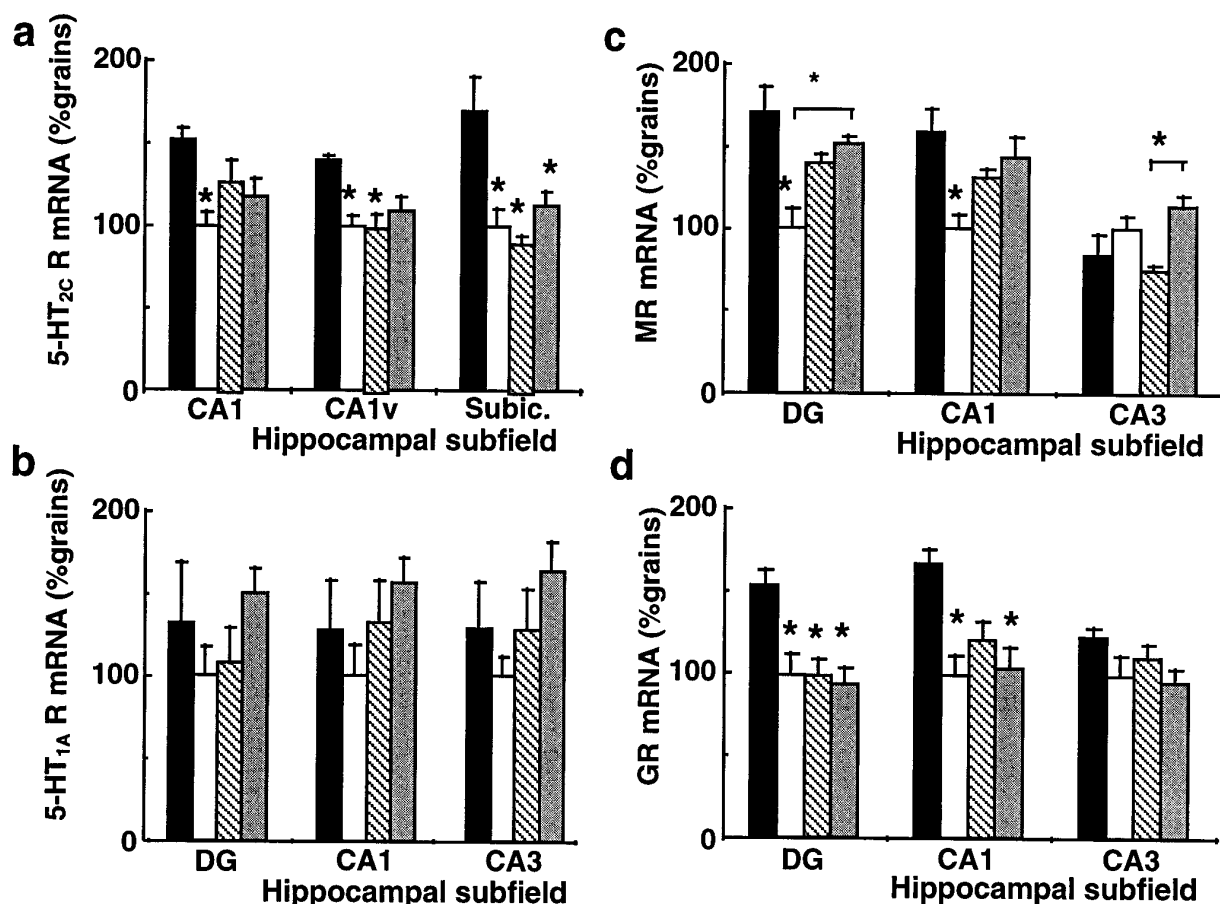 a
5-HT2C R mRNA (%grains)
200
100
0
* * * * * *
CA1 CA1v Subic.
Hippocampal subfield
b
5-HT1A R mRNA (%grains)
200
100
0
DG CA1 CA3
Hippocampal subfield
c
MR mRNA (%grains)
200
100
0
* * * *
DG CA1 CA3
Hippocampal subfield
d
GR mRNA (%grains)
200
100
0
* * * * *
DG CA1 CA3
Hippocampal subfield